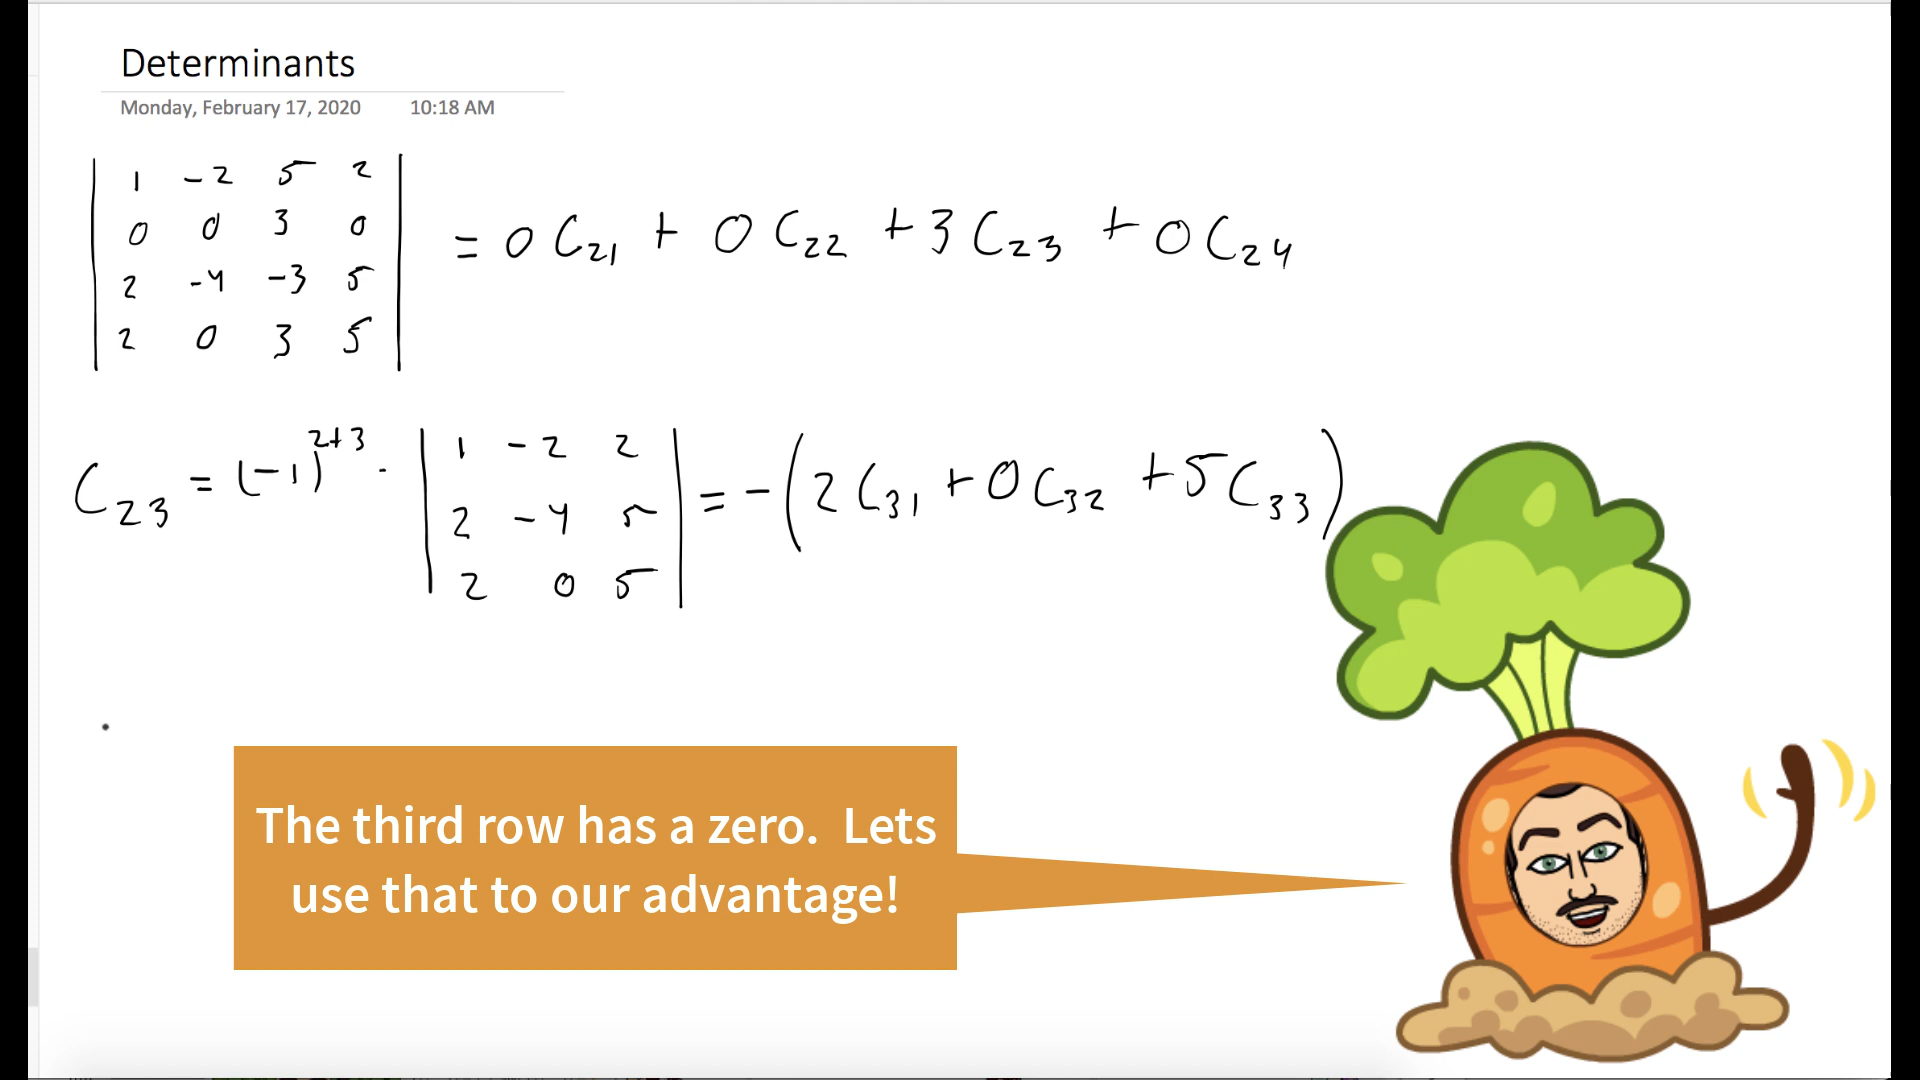 Determinants
Monday, February 17, 2020 10:18 AM
| 1 -2 5 2 |
| 0 0 3 0 | = 0 C₂₁ + 0 C₂₂ + 3 C₂₃ + 0 C₂₄
| 2 -4 -3 5 |
| 2 0 3 5 |
| 1 -2 2 |
C₂₃ = (-1)²⁺³ · | 2 -4 5 | = - (2 C₃₁ + 0 C₃₂ + 5 C₃₃)
| 2 0 5 |
The third row has a zero. Lets
use that to our advantage!